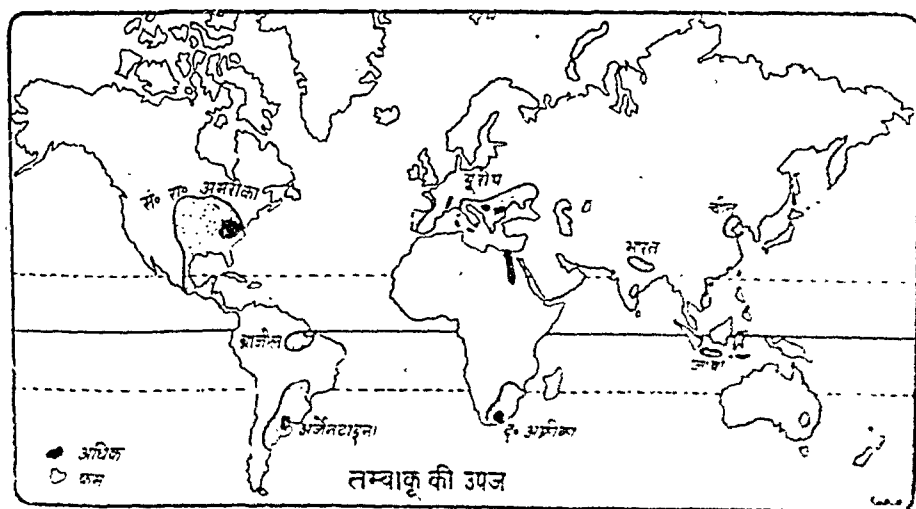 सं० रा० अमरीका
यूरोप
चीन
भारत
ब्राजील
जावा
अर्जेनटाइना
द० अफ्रीका
अधिक
कम
तम्बाकू की उपज